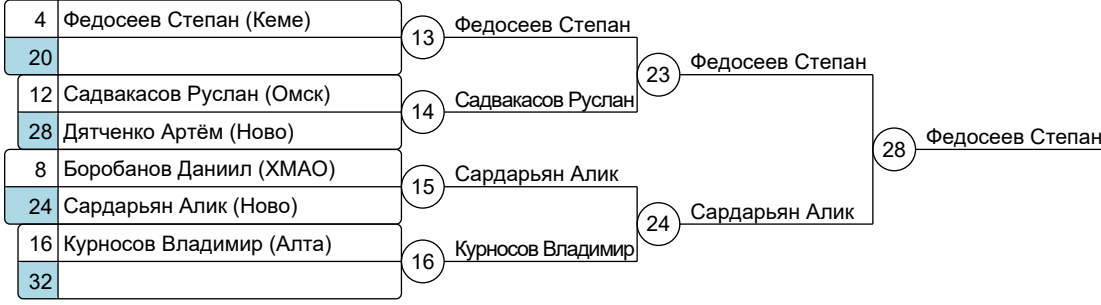 4 Федосеев Степан (Кеме)
20
12 Садвакасов Руслан (Омск)
28 Дятченко Артём (Ново)
8 Боробанов Даниил (ХМАО)
24 Сардарьян Алик (Ново)
16 Курносов Владимир (Алта)
32
13 Федосеев Степан
14 Садвакасов Руслан
15 Сардарьян Алик
16 Курносов Владимир
23 Федосеев Степан
24 Сардарьян Алик
28 Федосеев Степан